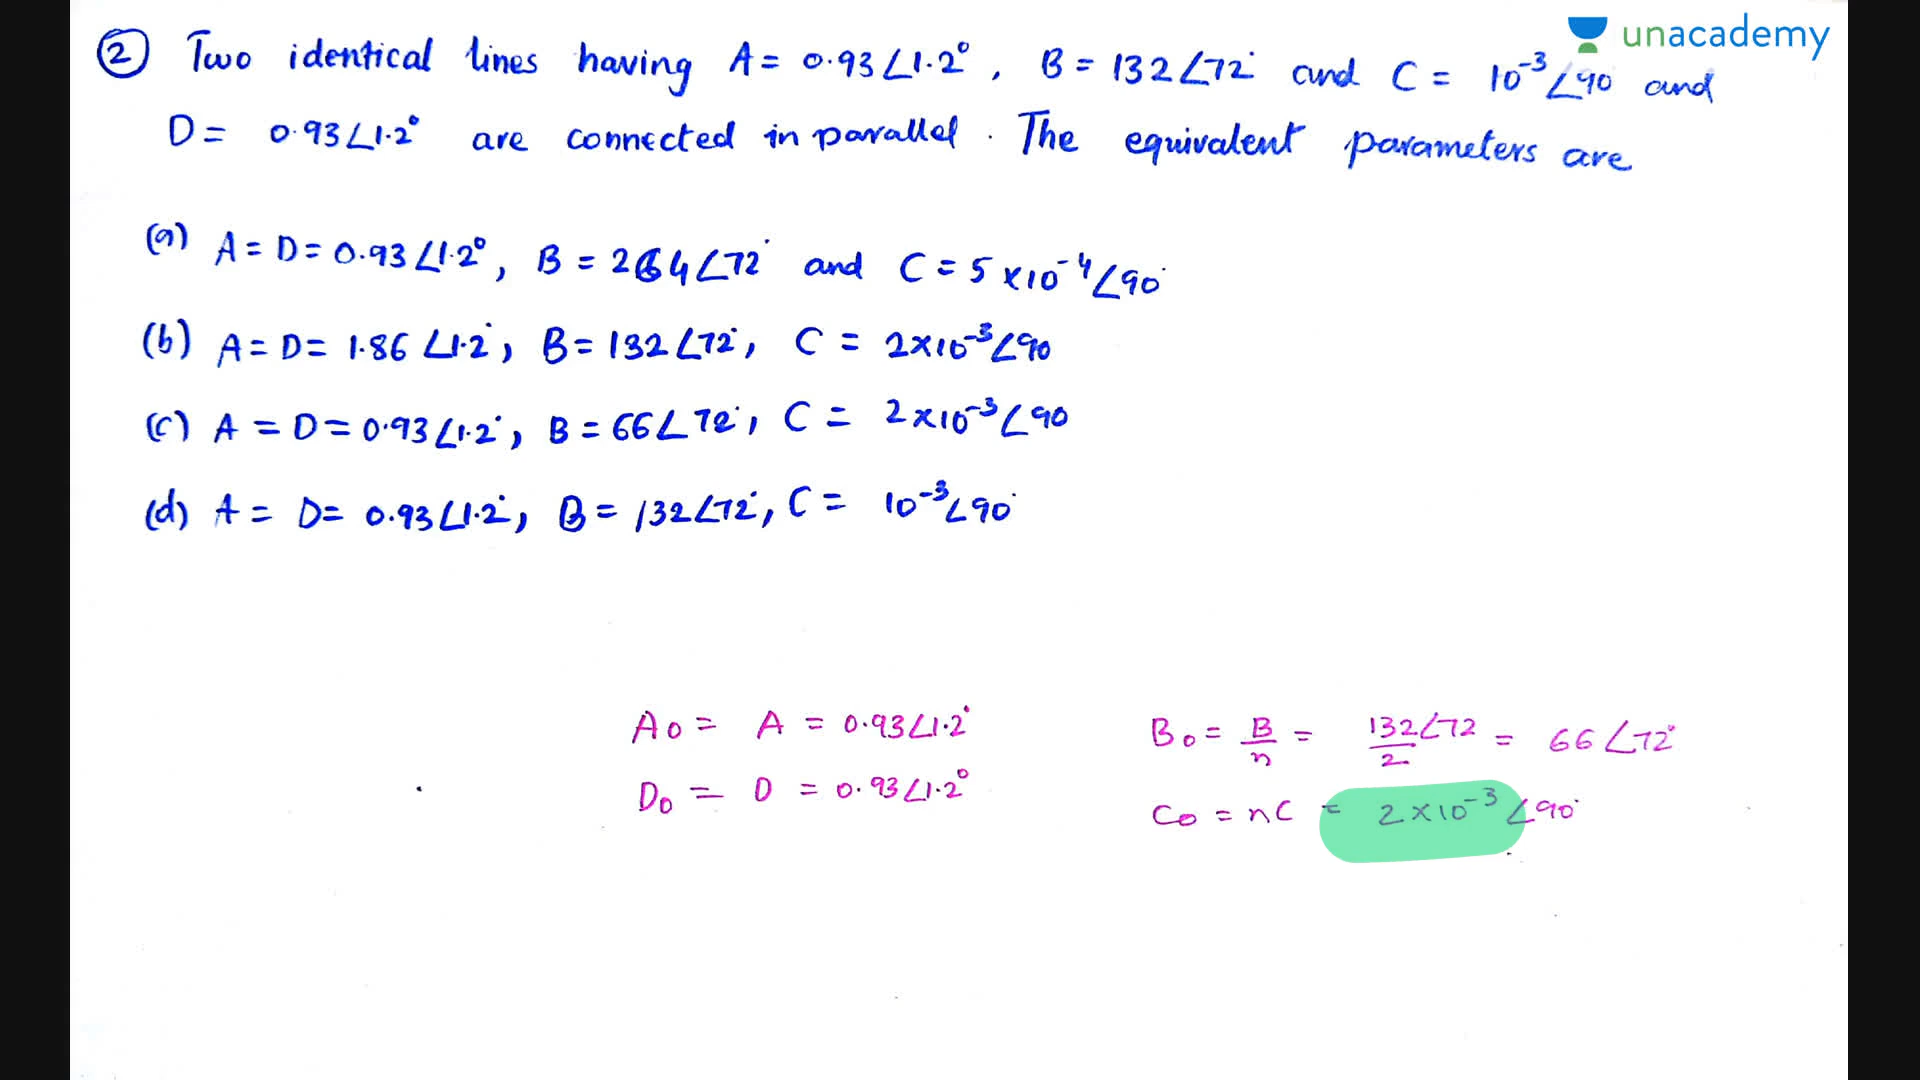 unacademy
② Two identical lines having A = 0.93∠1.2°, B = 132∠72° and C = 10⁻³∠90 and
D = 0.93∠1.2° are connected in parallel. The equivalent parameters are
(a) A = D = 0.93∠1.2°, B = 264∠72° and C = 5×10⁻⁴∠90°
(b) A = D = 1.86∠1.2°, B = 132∠72°, C = 2×10⁻³∠90
(c) A = D = 0.93∠1.2°, B = 66∠72°, C = 2×10⁻³∠90
(d) A = D = 0.93∠1.2°, B = 132∠72°, C = 10⁻³∠90°
A₀ = A = 0.93∠1.2°
D₀ = D = 0.93∠1.2°
B₀ = B/n = 132∠72/2 = 66∠72°
C₀ = nC = 2×10⁻³∠90°